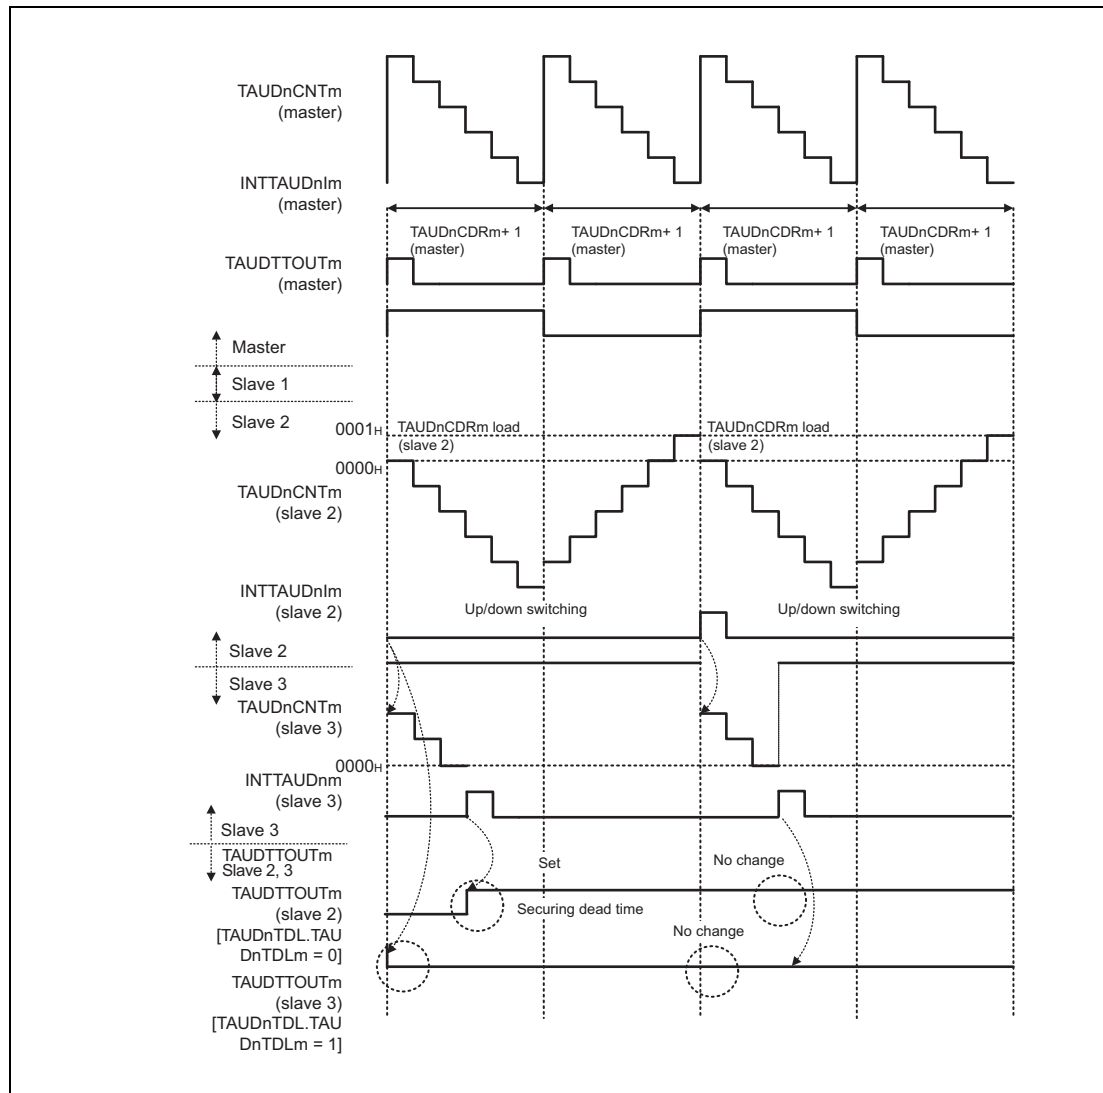 TAUDnCNTm
(master)
INTTAUDnIm
(master)
TAUDnCDRm+ 1
(master)
TAUDnCDRm+ 1
(master)
TAUDnCDRm+ 1
(master)
TAUDnCDRm+ 1
(master)
TAUDTTOUTm
(master)
Master
Slave 1
Slave 2
0001H
TAUDnCDRm load
(slave 2)
TAUDnCDRm load
(slave 2)
0000H
TAUDnCNTm
(slave 2)
INTTAUDnIm
(slave 2)
Up/down switching
Up/down switching
Slave 2
Slave 3
TAUDnCNTm
(slave 3)
0000H
INTTAUDnm
(slave 3)
Slave 3
TAUDTTOUTm
Slave 2, 3
Set
No change
TAUDTTOUTm
(slave 2)
[TAUDnTDL.TAU
DnTDLm = 0]
Securing dead time
No change
TAUDTTOUTm
(slave 3)
[TAUDnTDL.TAU
DnTDLm = 1]